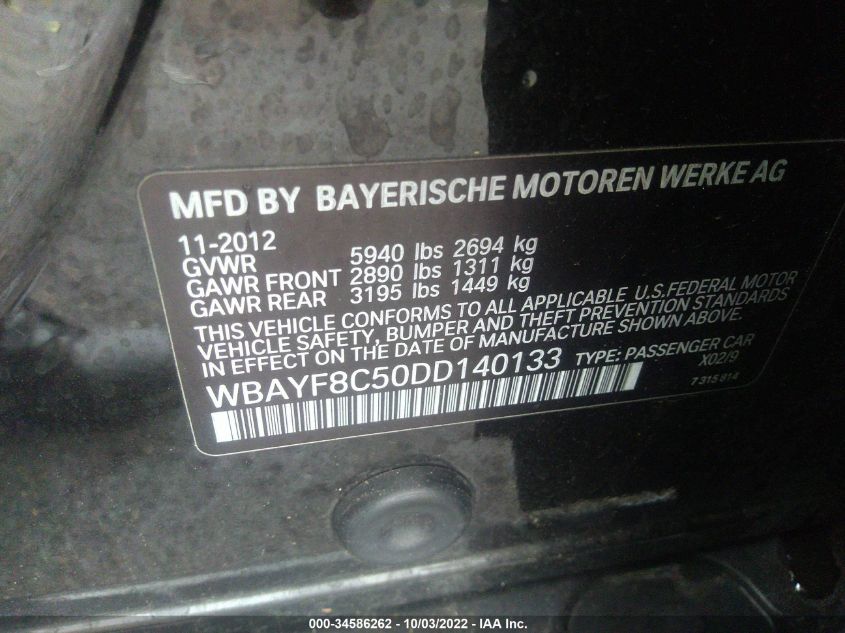 MFD BY BAYERISCHE MOTOREN WERKE AG
11-2012
GVWR 5940 lbs 2694 kg
GAWR FRONT 2890 lbs 1311 kg
GAWR REAR 3195 lbs 1449 kg
THIS VEHICLE CONFORMS TO ALL APPLICABLE U.S.FEDERAL MOTOR
VEHICLE SAFETY, BUMPER AND THEFT PREVENTION STANDARDS
IN EFFECT ON THE DATE OF MANUFACTURE SHOWN ABOVE.
WBAYF8C50DD140133 TYPE: PASSENGER CAR
X02/9
7 315 814
000-34586262 - 10/03/2022 - IAA Inc.